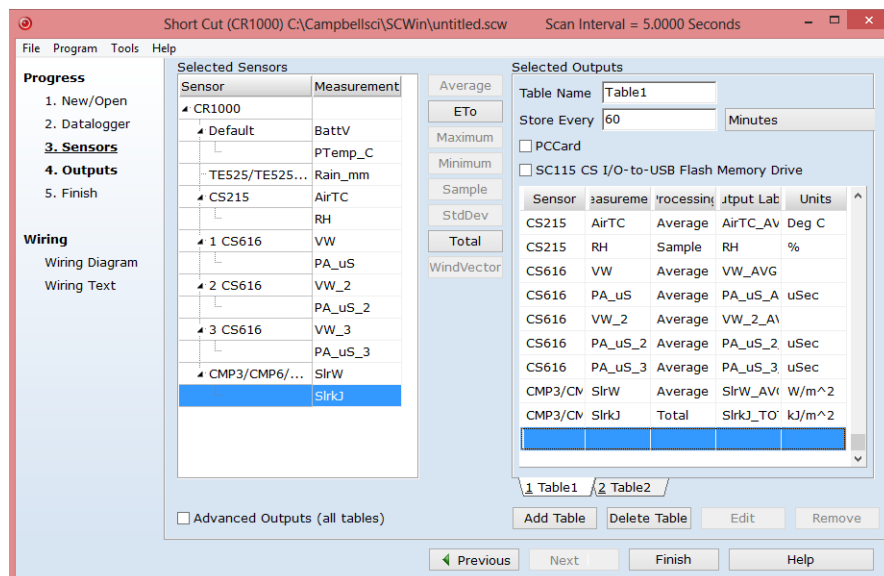 Short Cut (CR1000) C:\Campbellsci\SCWin\untitled.scw Scan Interval = 5.0000 Seconds
File Program Tools Help
Progress
1. New/Open
2. Datalogger
3. Sensors
4. Outputs
5. Finish
Wiring
Wiring Diagram
Wiring Text
Selected Sensors
Sensor Measurement
CR1000
Default BattV
PTemp_C
TE525/TE525... Rain_mm
CS215 AirTC
RH
1 CS616 VW
PA_uS
2 CS616 VW_2
PA_uS_2
3 CS616 VW_3
PA_uS_3
CMP3/CMP6/... SlrW
SlrkJ
Advanced Outputs (all tables)
Average
ETo
Maximum
Minimum
Sample
StdDev
Total
WindVector
Selected Outputs
Table Name Table1
Store Every 60 Minutes
PCCard
SC115 CS I/O-to-USB Flash Memory Drive
Sensor easureme rocessing utput Lab Units
CS215 AirTC Average AirTC_AV Deg C
CS215 RH Sample RH %
CS616 VW Average VW_AVG
CS616 PA_uS Average PA_uS_A uSec
CS616 VW_2 Average VW_2_AV
CS616 PA_uS_2 Average PA_uS_2_ uSec
CS616 PA_uS_3 Average PA_uS_3_ uSec
CMP3/CM SlrW Average SlrW_AVG W/m^2
CMP3/CM SlrkJ Total SlrkJ_TOT kJ/m^2
1 Table1 2 Table2
Add Table Delete Table Edit Remove
Previous Next Finish Help